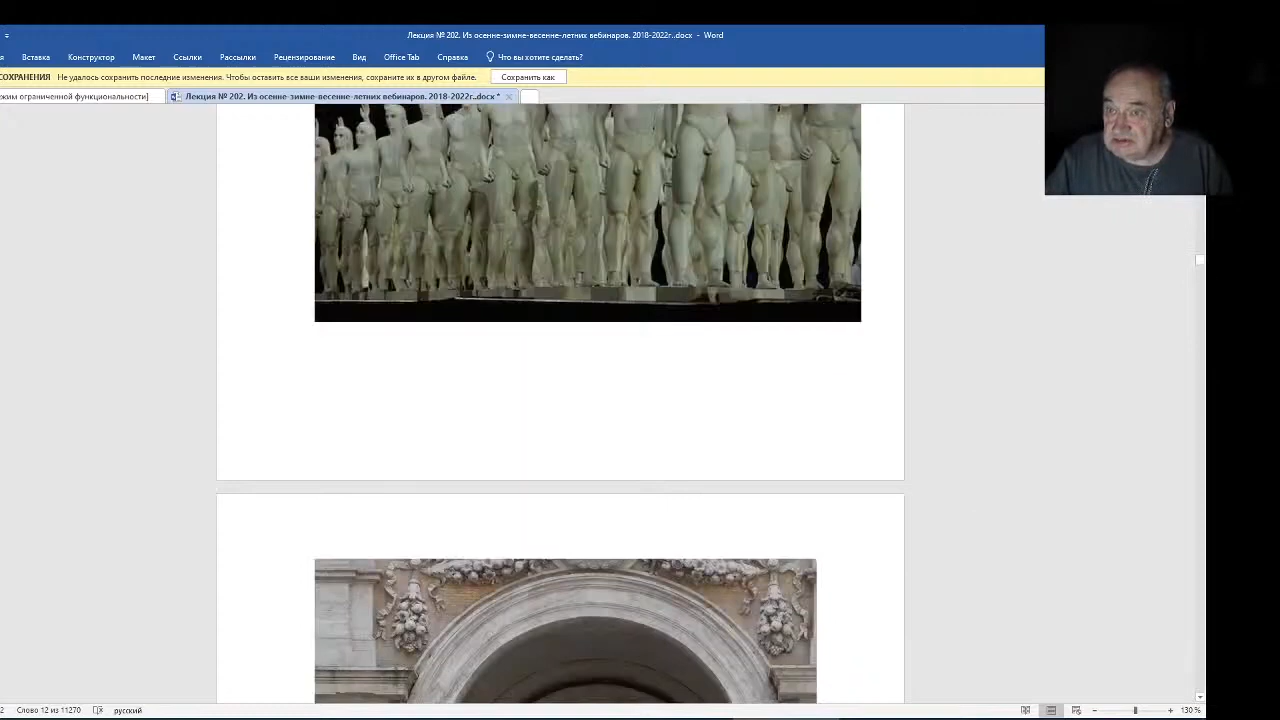 Лекция № 202. Из осенне-зимне-весенне-летних вебинаров. 2018-2022г..docx - Word
Вставка Конструктор Макет Ссылки Рассылки Рецензирование Вид Office Tab Справка Что вы хотите сделать?
СОХРАНЕНИЯ Не удалось сохранить последние изменения. Чтобы оставить все ваши изменения, сохраните их в другом файле. Сохранить как
жим ограниченной функциональности] Лекция № 202. Из осенне-зимне-весенне-летних вебинаров. 2018-2022г..docx *
2 Слово 12 из 11270 русский 130 %